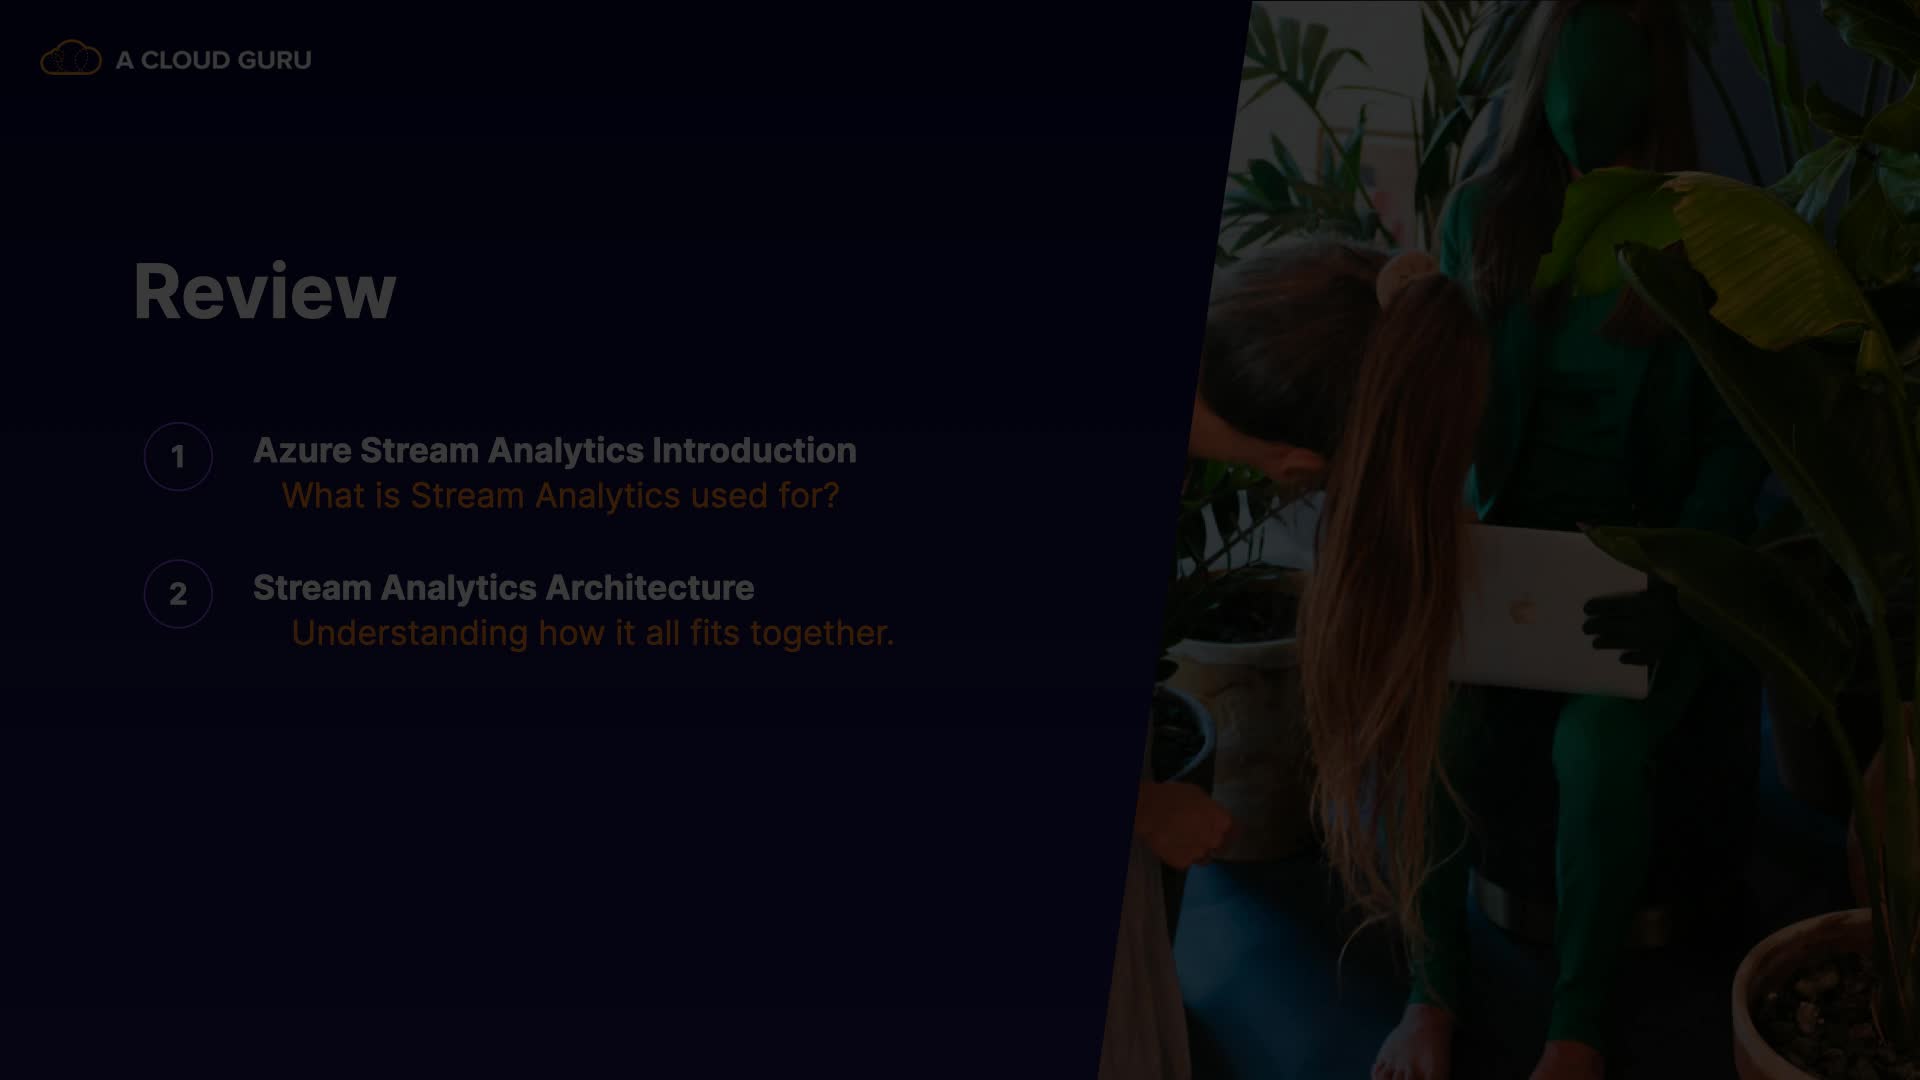 A CLOUD GURU
Review
1
Azure Stream Analytics Introduction
What is Stream Analytics used for?
2
Stream Analytics Architecture
Understanding how it all fits together.